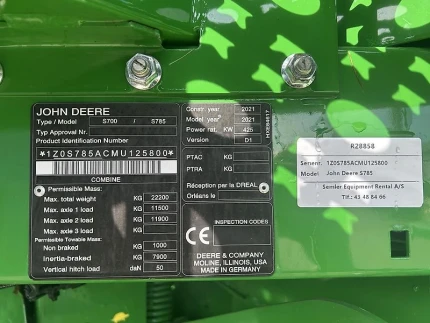 JOHN DEERE
Type / Model S700 / S785
Type Approval Nr.
Product Identification Number
*1Z0S785ACMU125800*
COMBINE
Permissible Mass:
Max. total weight KG 22200
Max. axle 1 load KG 11500
Max. axle 2 load KG 11900
Max. axle 3 load KG
Permissible Towable Mass:
Non braked KG 1000
Inertia-braked KG 7900
Vertical hitch load daN 50
Constr. year 2021
Model year 2021
Power rat. KW 425
Version D1
PTAC KG
PTRA KG
Réception par la DREAL
Orléans le
INSPECTION CODES
CE
DEERE & COMPANY
MOLINE, ILLINOIS, USA
MADE IN GERMANY
HXE84617
R28858
Serienr. 1Z0S785ACMU125800
Model John Deere S785
Semler Equipment Rental A/S
Tlf.: 45 48 84 66